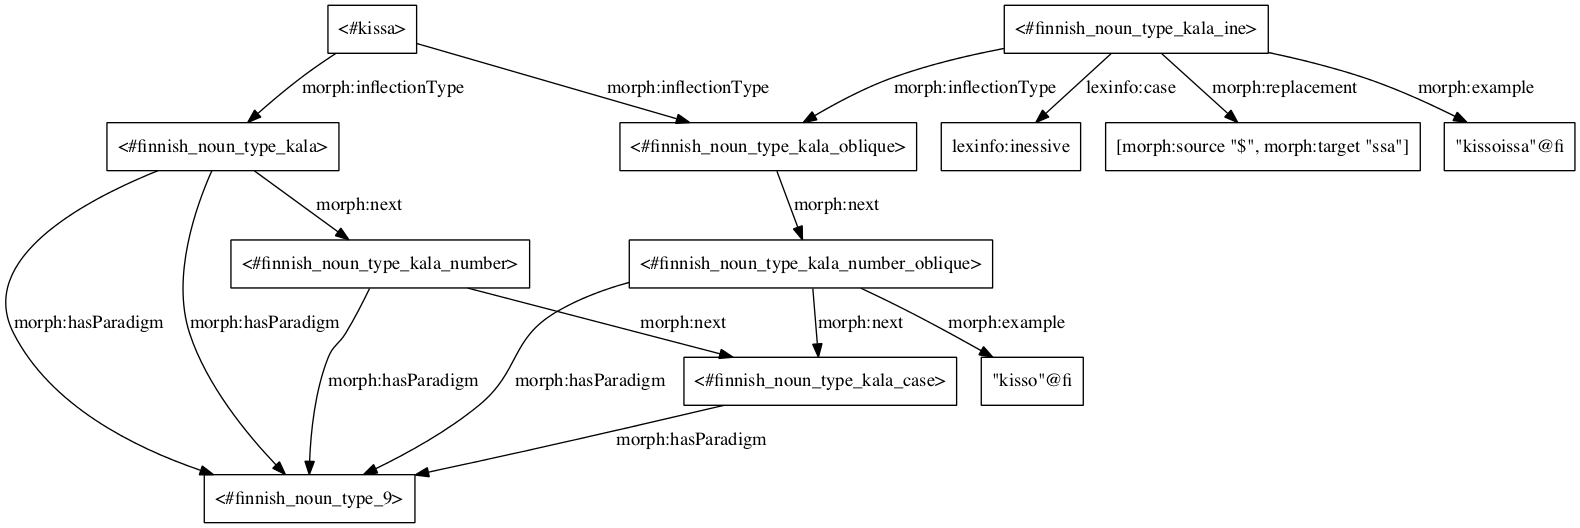 <#kissa>
<#finnish_noun_type_kala_ine>
morph:inflectionType
morph:inflectionType
morph:inflectionType
lexinfo:case
morph:replacement
morph:example
<#finnish_noun_type_kala>
<#finnish_noun_type_kala_oblique>
lexinfo:inessive
[morph:source "$", morph:target "ssa"]
"kissoissa"@fi
morph:next
morph:next
<#finnish_noun_type_kala_number>
<#finnish_noun_type_kala_number_oblique>
morph:hasParadigm
morph:hasParadigm
morph:next
morph:next
morph:example
morph:hasParadigm
morph:hasParadigm
<#finnish_noun_type_kala_case>
"kisso"@fi
morph:hasParadigm
<#finnish_noun_type_9>